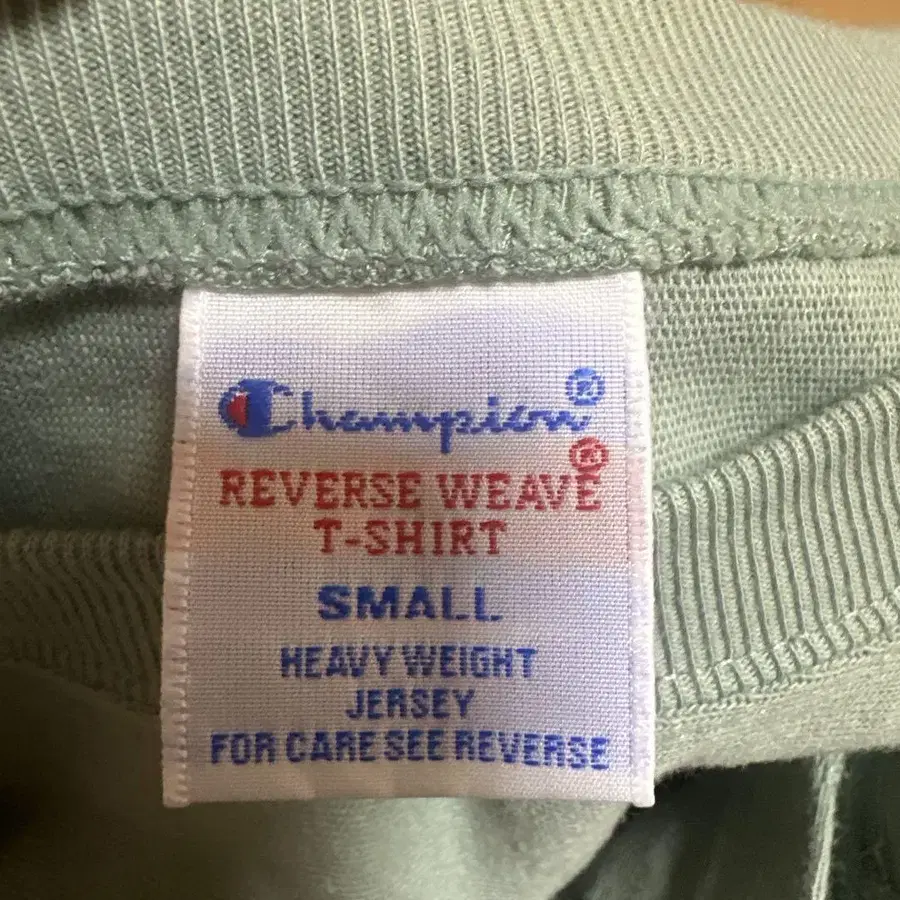 Champion®
REVERSE WEAVE®
T-SHIRT
SMALL
HEAVY WEIGHT
JERSEY
FOR CARE SEE REVERSE